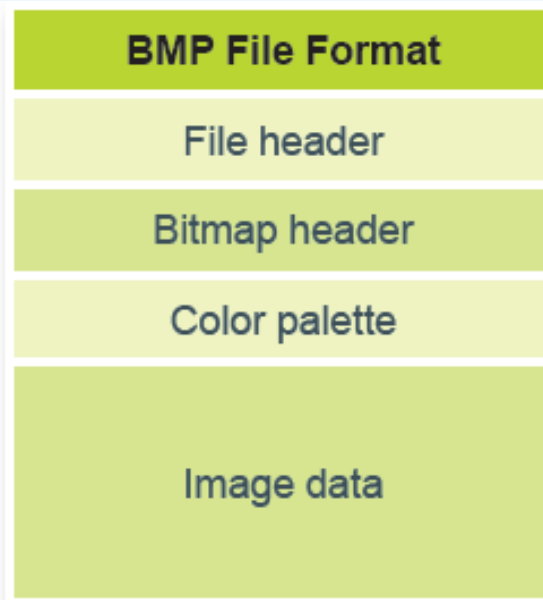 BMP File Format
File header
Bitmap header
Color palette
Image data